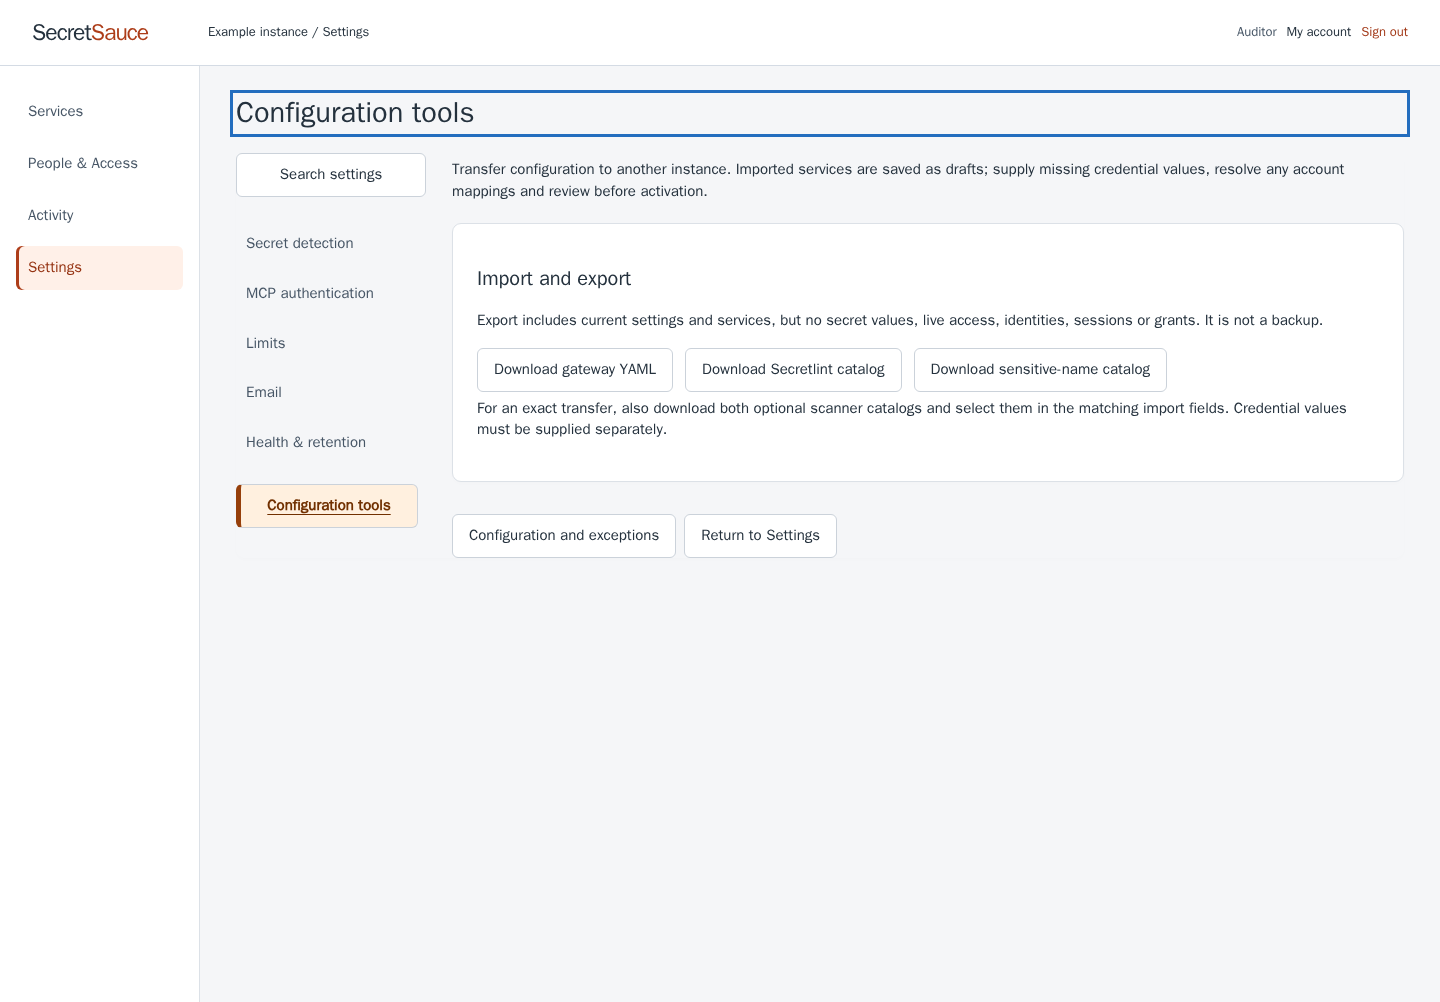 SecretSauce
Example instance / Settings
Auditor My account Sign out
Services
People & Access
Activity
Settings
Configuration tools
Search settings
Secret detection
MCP authentication
Limits
Email
Health & retention
Configuration tools
Transfer configuration to another instance. Imported services are saved as drafts; supply missing credential values, resolve any account
mappings and review before activation.
Import and export
Export includes current settings and services, but no secret values, live access, identities, sessions or grants. It is not a backup.
Download gateway YAML Download Secretlint catalog Download sensitive-name catalog
For an exact transfer, also download both optional scanner catalogs and select them in the matching import fields. Credential values
must be supplied separately.
Configuration and exceptions Return to Settings